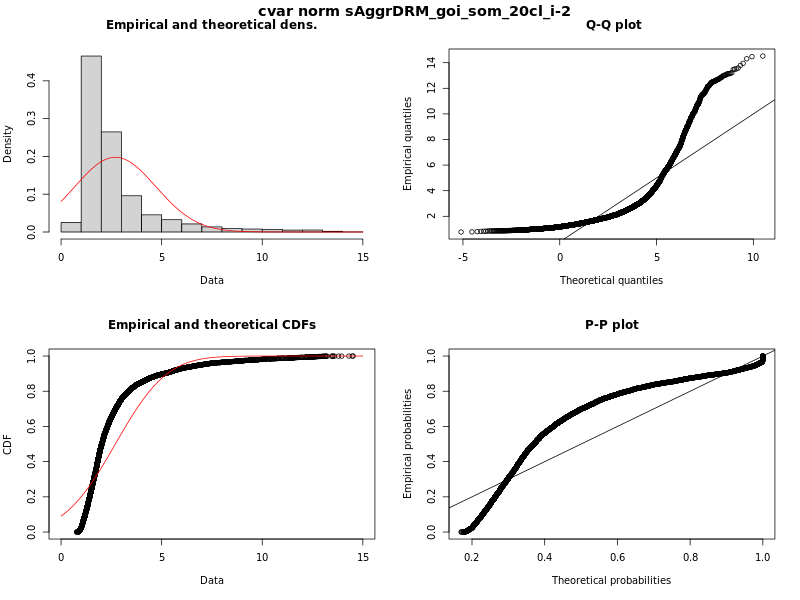 cvar norm sAggrDRM_goi_som_20cl_i-2
Empirical and theoretical dens.
Density
0.0 0.1 0.2 0.3 0.4
0 5 10 15
Data
Q-Q plot
Empirical quantiles
2 4 6 8 10 12 14
-5 0 5 10
Theoretical quantiles
Empirical and theoretical CDFs
CDF
0.0 0.2 0.4 0.6 0.8 1.0
0 5 10 15
Data
P-P plot
Empirical probabilities
0.0 0.2 0.4 0.6 0.8 1.0
0.2 0.4 0.6 0.8 1.0
Theoretical probabilities